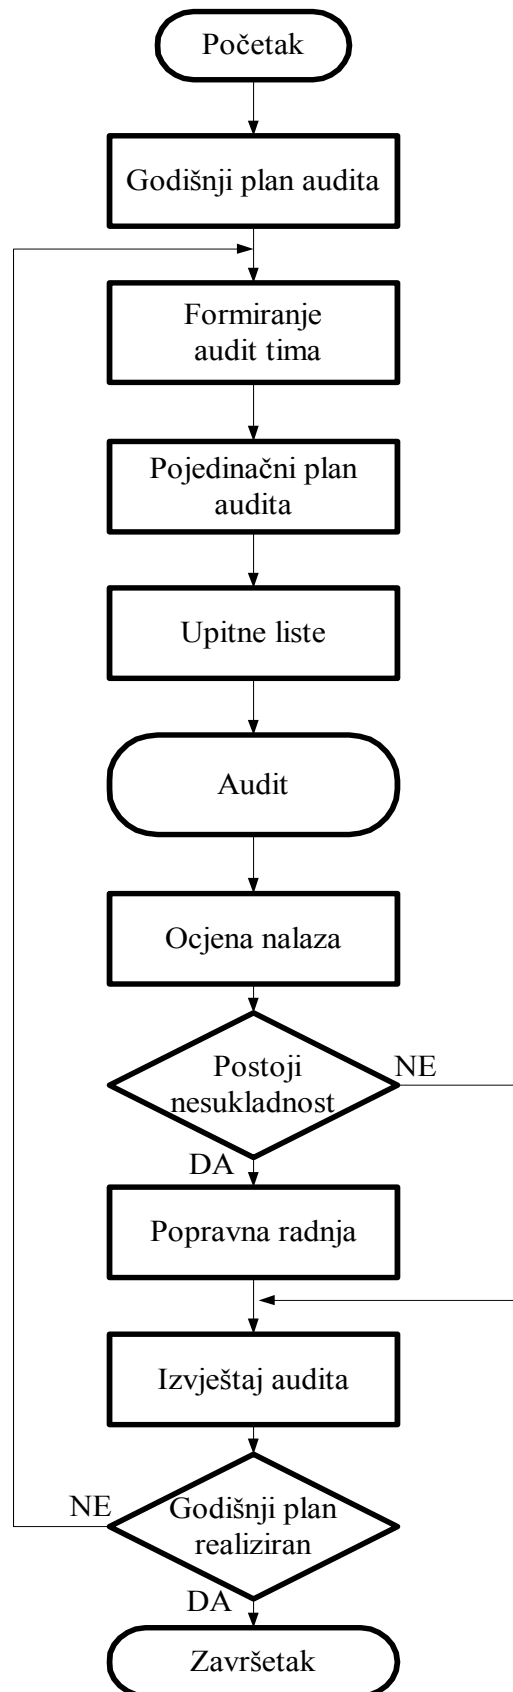 Početak
Godišnji plan audita
Formiranje
audit tima
Pojedinačni plan
audita
Upitne liste
Audit
Ocjena nalaza
Postoji
nesukladnost
NE
DA
Popravna radnja
Izvještaj audita
NE
Godišnji plan
realiziran
DA
Završetak